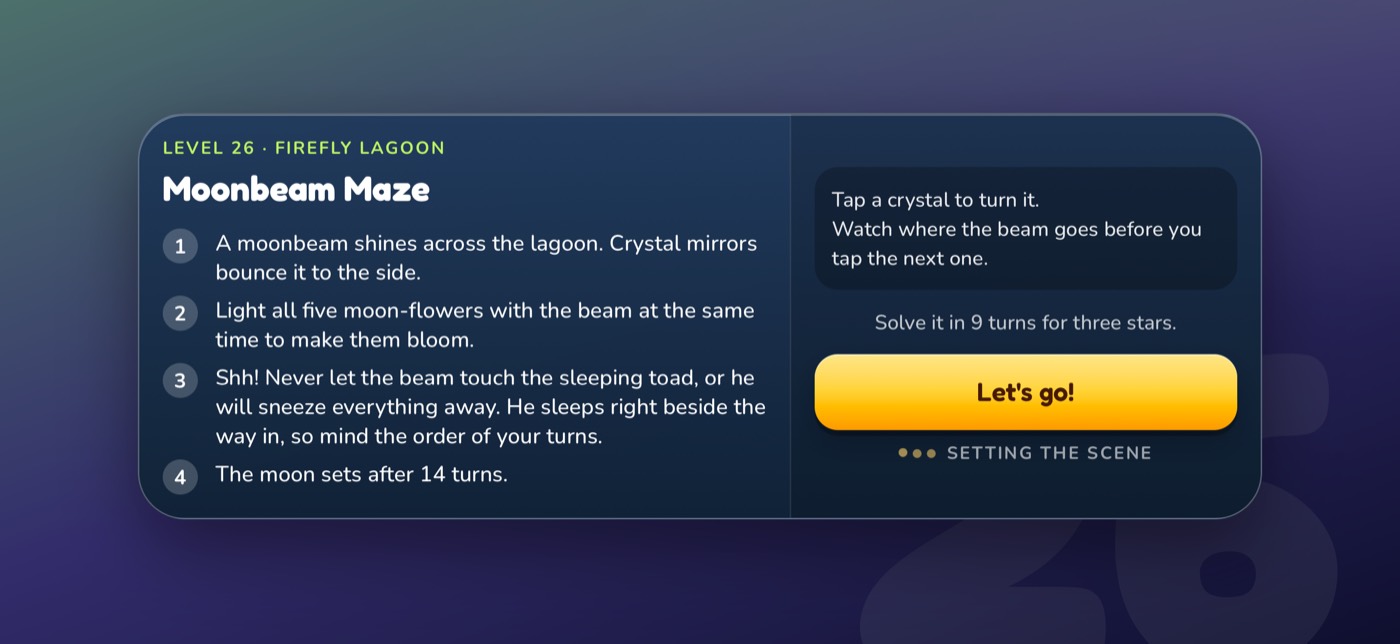 LEVEL 26 · FIREFLY LAGOON
Moonbeam Maze
1 A moonbeam shines across the lagoon. Crystal mirrors
bounce it to the side.
2 Light all five moon-flowers with the beam at the same
time to make them bloom.
3 Shh! Never let the beam touch the sleeping toad, or he
will sneeze everything away. He sleeps right beside the
way in, so mind the order of your turns.
4 The moon sets after 14 turns.
Tap a crystal to turn it.
Watch where the beam goes before you
tap the next one.
Solve it in 9 turns for three stars.
Let's go!
SETTING THE SCENE
26